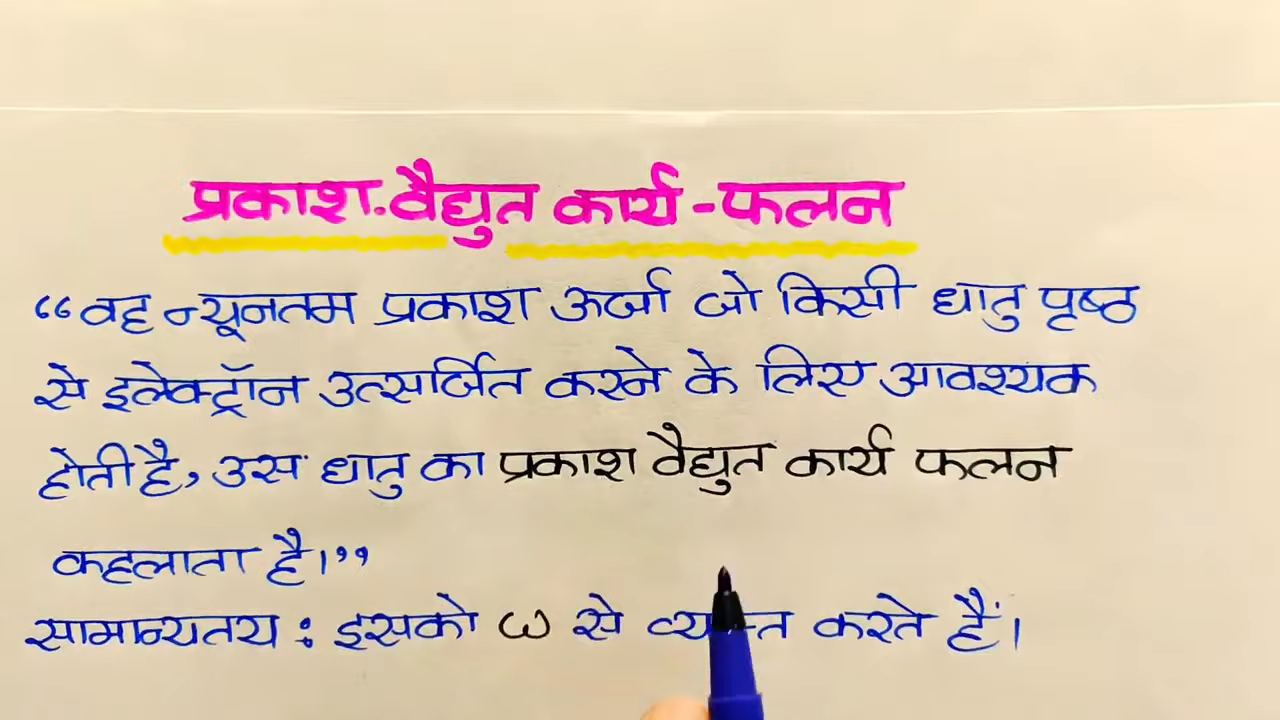 प्रकाश-वैद्युत कार्य-फलन
“वह न्यूनतम प्रकाश ऊर्जा जो किसी धातु पृष्ठ
से इलेक्ट्रॉन उत्सर्जित करने के लिए आवश्यक
होती है, उस धातु का प्रकाश वैद्युत कार्य फलन
कहलाता है।”
सामान्यतय : इसको ω से करते हैं।